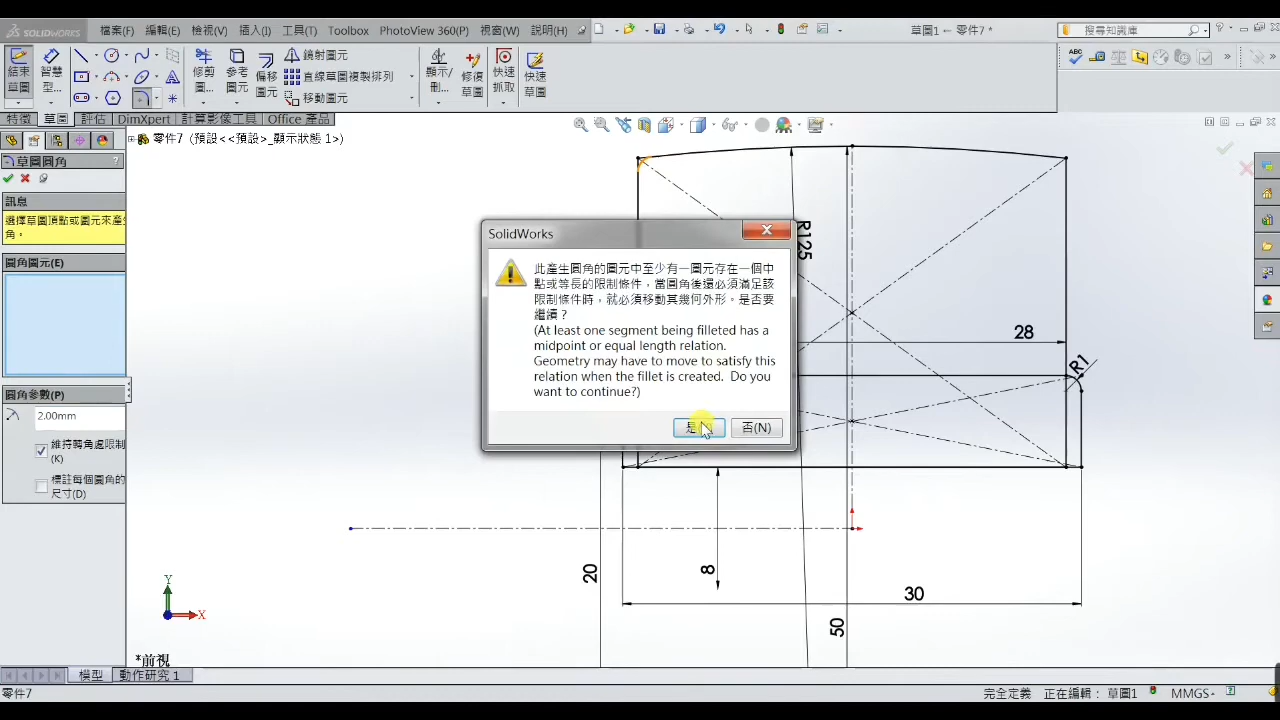 SOLIDWORKS 檔案(F) 編輯(E) 檢視(V) 插入(I) 工具(T) Toolbox PhotoView 360(P) 視窗(W) 說明(H) 草圖1 ← 零件7 * 搜尋知識庫
結束
草圖
智慧
型...
修剪
圖...
參考
圖元
偏移
圖元
鏡射圖元
直線草圖複製排列
移動圖元
顯示/
刪...
修復
草圖
快速
抓取
快速
草圖
特徵 草圖 評估 DimXpert 計算影像工具 Office 產品
零件7 (預設<<預設>_顯示狀態 1>)
草圖圓角 ?
訊息
選擇草圖頂點或圖元來產生
角。
圓角圖元(E)
圓角參數(P)
2.00mm
維持轉角處限制
(K)
標註每個圓角的
尺寸(D)
SolidWorks
此產生圓角的圖元中至少有一圖元存在一個中
點或等長的限制條件，當圓角後還必須滿足該
限制條件時，就必須移動其幾何外形。是否要
繼續？
(At least one segment being filleted has a
midpoint or equal length relation.
Geometry may have to move to satisfy this
relation when the fillet is created.  Do you
want to continue?)
否(N)
R125
28
R1
20
8
30
50
Y
X
*前視
模型 動作研究 1
零件7 完全定義 正在編輯： 草圖1 MMGS